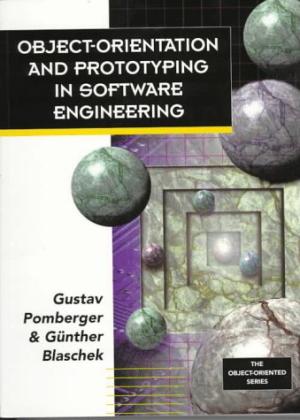 OBJECT-ORIENTATION
AND PROTOTYPING
IN SOFTWARE
ENGINEERING
Gustav
Pomberger
& Günther
Blaschek
THE
OBJECT-ORIENTED
SERIES